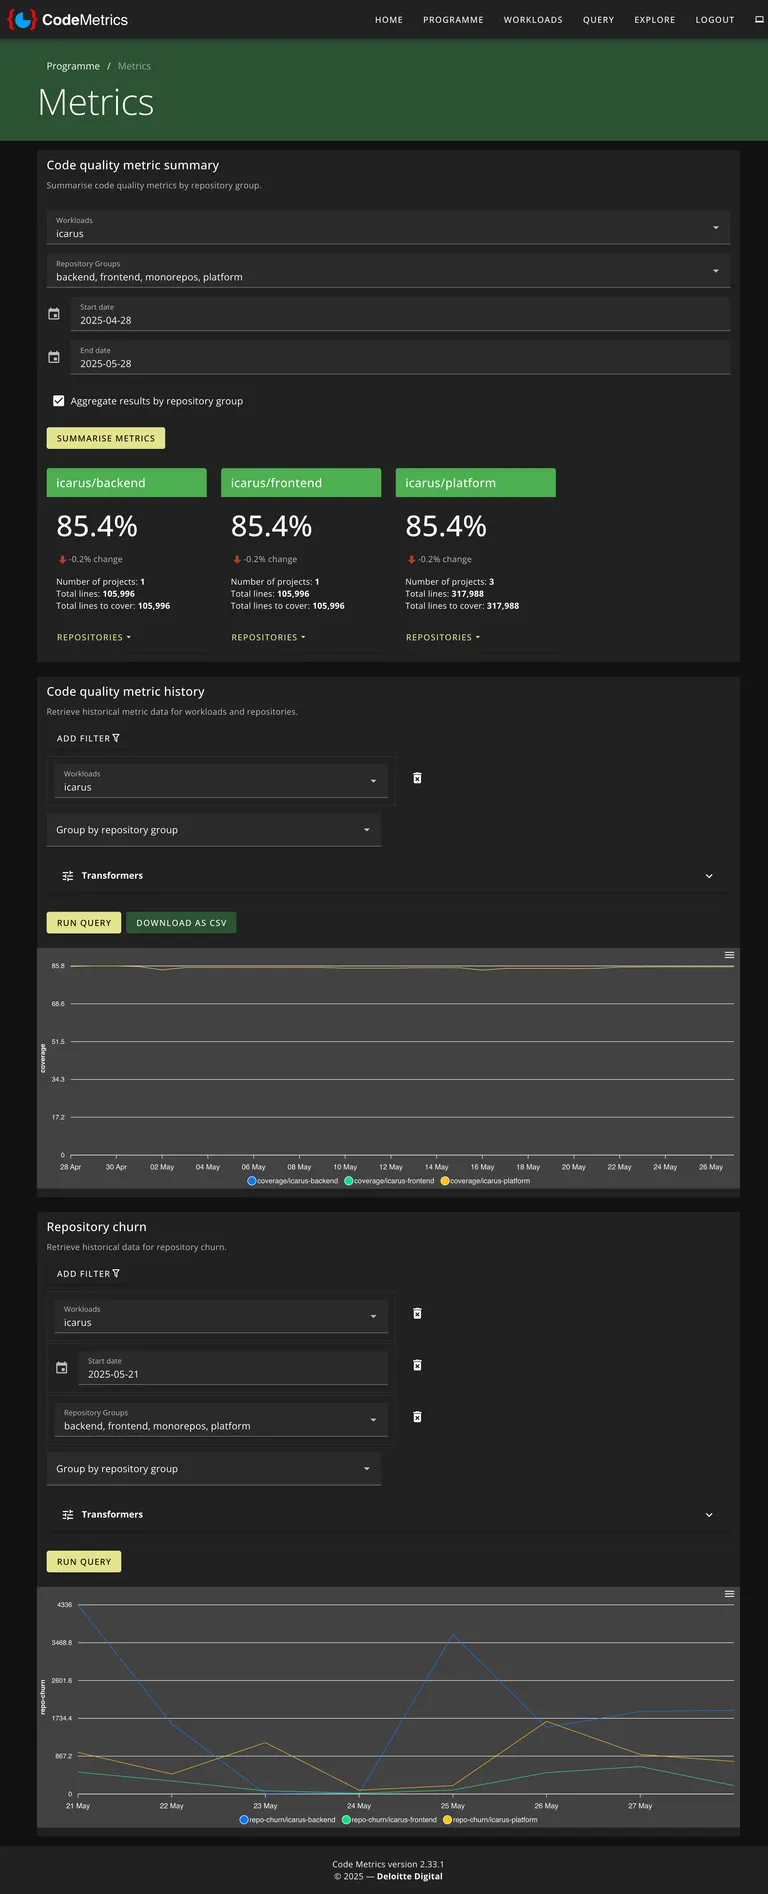 CodeMetrics
HOME PROGRAMME WORKLOADS QUERY EXPLORE LOGOUT
Programme / Metrics
Metrics
Code quality metric summary
Summarise code quality metrics by repository group.
Workloads
icarus
Repository Groups
backend, frontend, monorepos, platform
Start date
2025-04-28
End date
2025-05-28
Aggregate results by repository group
SUMMARISE METRICS
icarus/backend
85.4%
-0.2% change
Number of projects: 1
Total lines: 105,996
Total lines to cover: 105,996
REPOSITORIES
icarus/frontend
85.4%
-0.2% change
Number of projects: 1
Total lines: 105,996
Total lines to cover: 105,996
REPOSITORIES
icarus/platform
85.4%
-0.2% change
Number of projects: 3
Total lines: 317,988
Total lines to cover: 317,988
REPOSITORIES
Code quality metric history
Retrieve historical metric data for workloads and repositories.
ADD FILTER
Workloads
icarus
Group by repository group
Transformers
RUN QUERY DOWNLOAD AS CSV
85.8
68.6
51.5
34.3
17.2
0
coverage
28 Apr 30 Apr 02 May 04 May 06 May 08 May 10 May 12 May 14 May 16 May 18 May 20 May 22 May 24 May 26 May
coverage/icarus-backend coverage/icarus-frontend coverage/icarus-platform
Repository churn
Retrieve historical data for repository churn.
ADD FILTER
Workloads
icarus
Start date
2025-05-21
Repository Groups
backend, frontend, monorepos, platform
Group by repository group
Transformers
RUN QUERY
4336
3468.8
2601.6
1734.4
867.2
0
repo-churn
21 May 22 May 23 May 24 May 25 May 26 May 27 May
repo-churn/icarus-backend repo-churn/icarus-frontend repo-churn/icarus-platform
Code Metrics version 2.33.1
© 2025 — Deloitte Digital